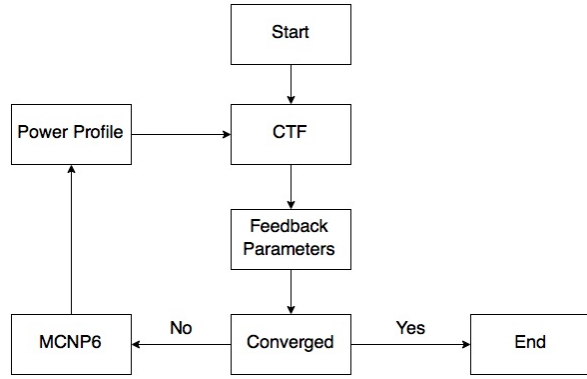 Start
Power Profile
CTF
Feedback
Parameters
MCNP6
No
Converged
Yes
End